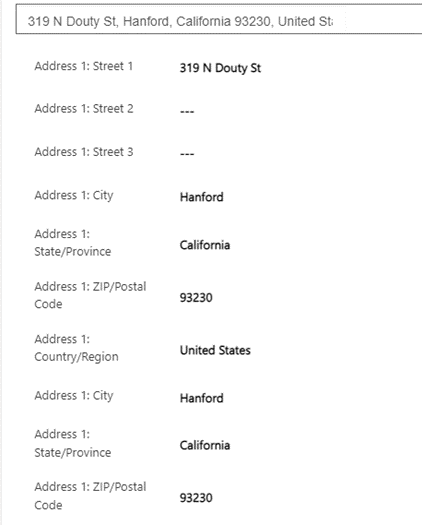 319 N Douty St, Hanford, California 93230, United St
Address 1: Street 1
319 N Douty St
Address 1: Street 2
---
Address 1: Street 3
---
Address 1: City
Hanford
Address 1:
State/Province
California
Address 1: ZIP/Postal
Code
93230
Address 1:
Country/Region
United States
Address 1: City
Hanford
Address 1:
State/Province
California
Address 1: ZIP/Postal
Code
93230